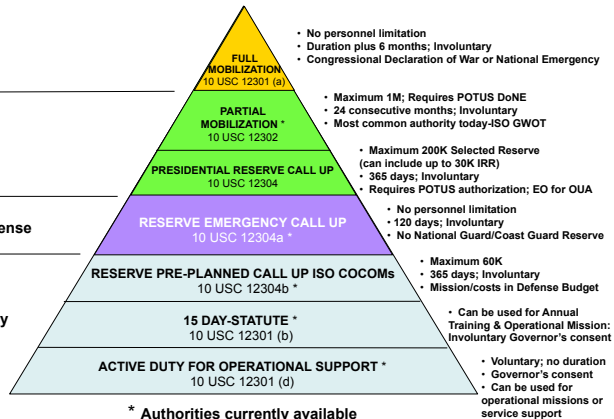 FULL
MOBILIZATION
10 USC 12301 (a)
• No personnel limitation
• Duration plus 6 months; Involuntary
• Congressional Declaration of War or National Emergency
PARTIAL
MOBILIZATION *
10 USC 12302
• Maximum 1M; Requires POTUS DoNE
• 24 consecutive months; Involuntary
• Most common authority today-ISO GWOT
PRESIDENTIAL RESERVE CALL UP
10 USC 12304
• Maximum 200K Selected Reserve
(can include up to 30K IRR)
• 365 days; Involuntary
• Requires POTUS authorization; EO for OUA
ense
RESERVE EMERGENCY CALL UP
10 USC 12304a *
• No personnel limitation
• 120 days; Involuntary
• No National Guard/Coast Guard Reserve
RESERVE PRE-PLANNED CALL UP ISO COCOMs
10 USC 12304b *
• Maximum 60K
• 365 days; Involuntary
• Mission/costs in Defense Budget
y
15 DAY-STATUTE *
10 USC 12301 (b)
• Can be used for Annual
Training & Operational Mission:
Involuntary Governor's consent
ACTIVE DUTY FOR OPERATIONAL SUPPORT *
10 USC 12301 (d)
• Voluntary; no duration
• Governor's consent
• Can be used for
operational missions or
service support
* Authorities currently available